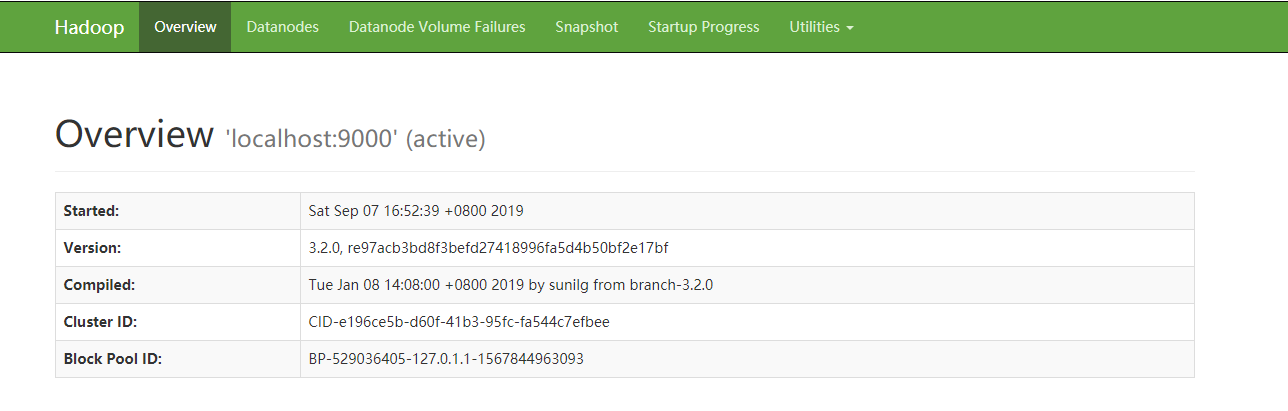 Hadoop Overview Datanodes Datanode Volume Failures Snapshot Startup Progress Utilities
Overview 'localhost:9000' (active)
Started: Sat Sep 07 16:52:39 +0800 2019
Version: 3.2.0, re97acb3bd8f3befd27418996fa5d4b50bf2e17bf
Compiled: Tue Jan 08 14:08:00 +0800 2019 by sunilg from branch-3.2.0
Cluster ID: CID-e196ce5b-d60f-41b3-95fc-fa544c7efbee
Block Pool ID: BP-529036405-127.0.1.1-1567844963093